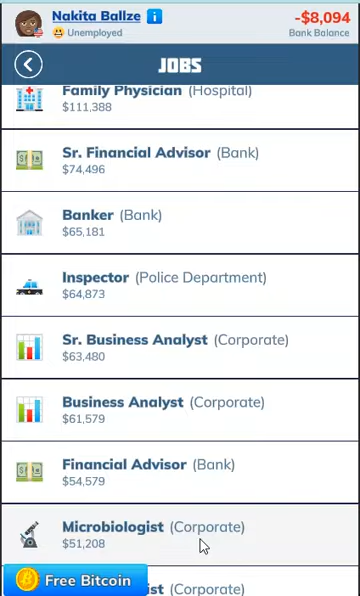 Nakita Ballze i
-$8,094
Unemployed
Bank Balance
JOBS
Family Physician (Hospital)
$111,388
Sr. Financial Advisor (Bank)
$74,496
Banker (Bank)
$65,181
Inspector (Police Department)
$64,873
Sr. Business Analyst (Corporate)
$63,480
Business Analyst (Corporate)
$61,579
Financial Advisor (Bank)
$54,579
Microbiologist (Corporate)
$51,208
Free Bitcoin
(Corporate)